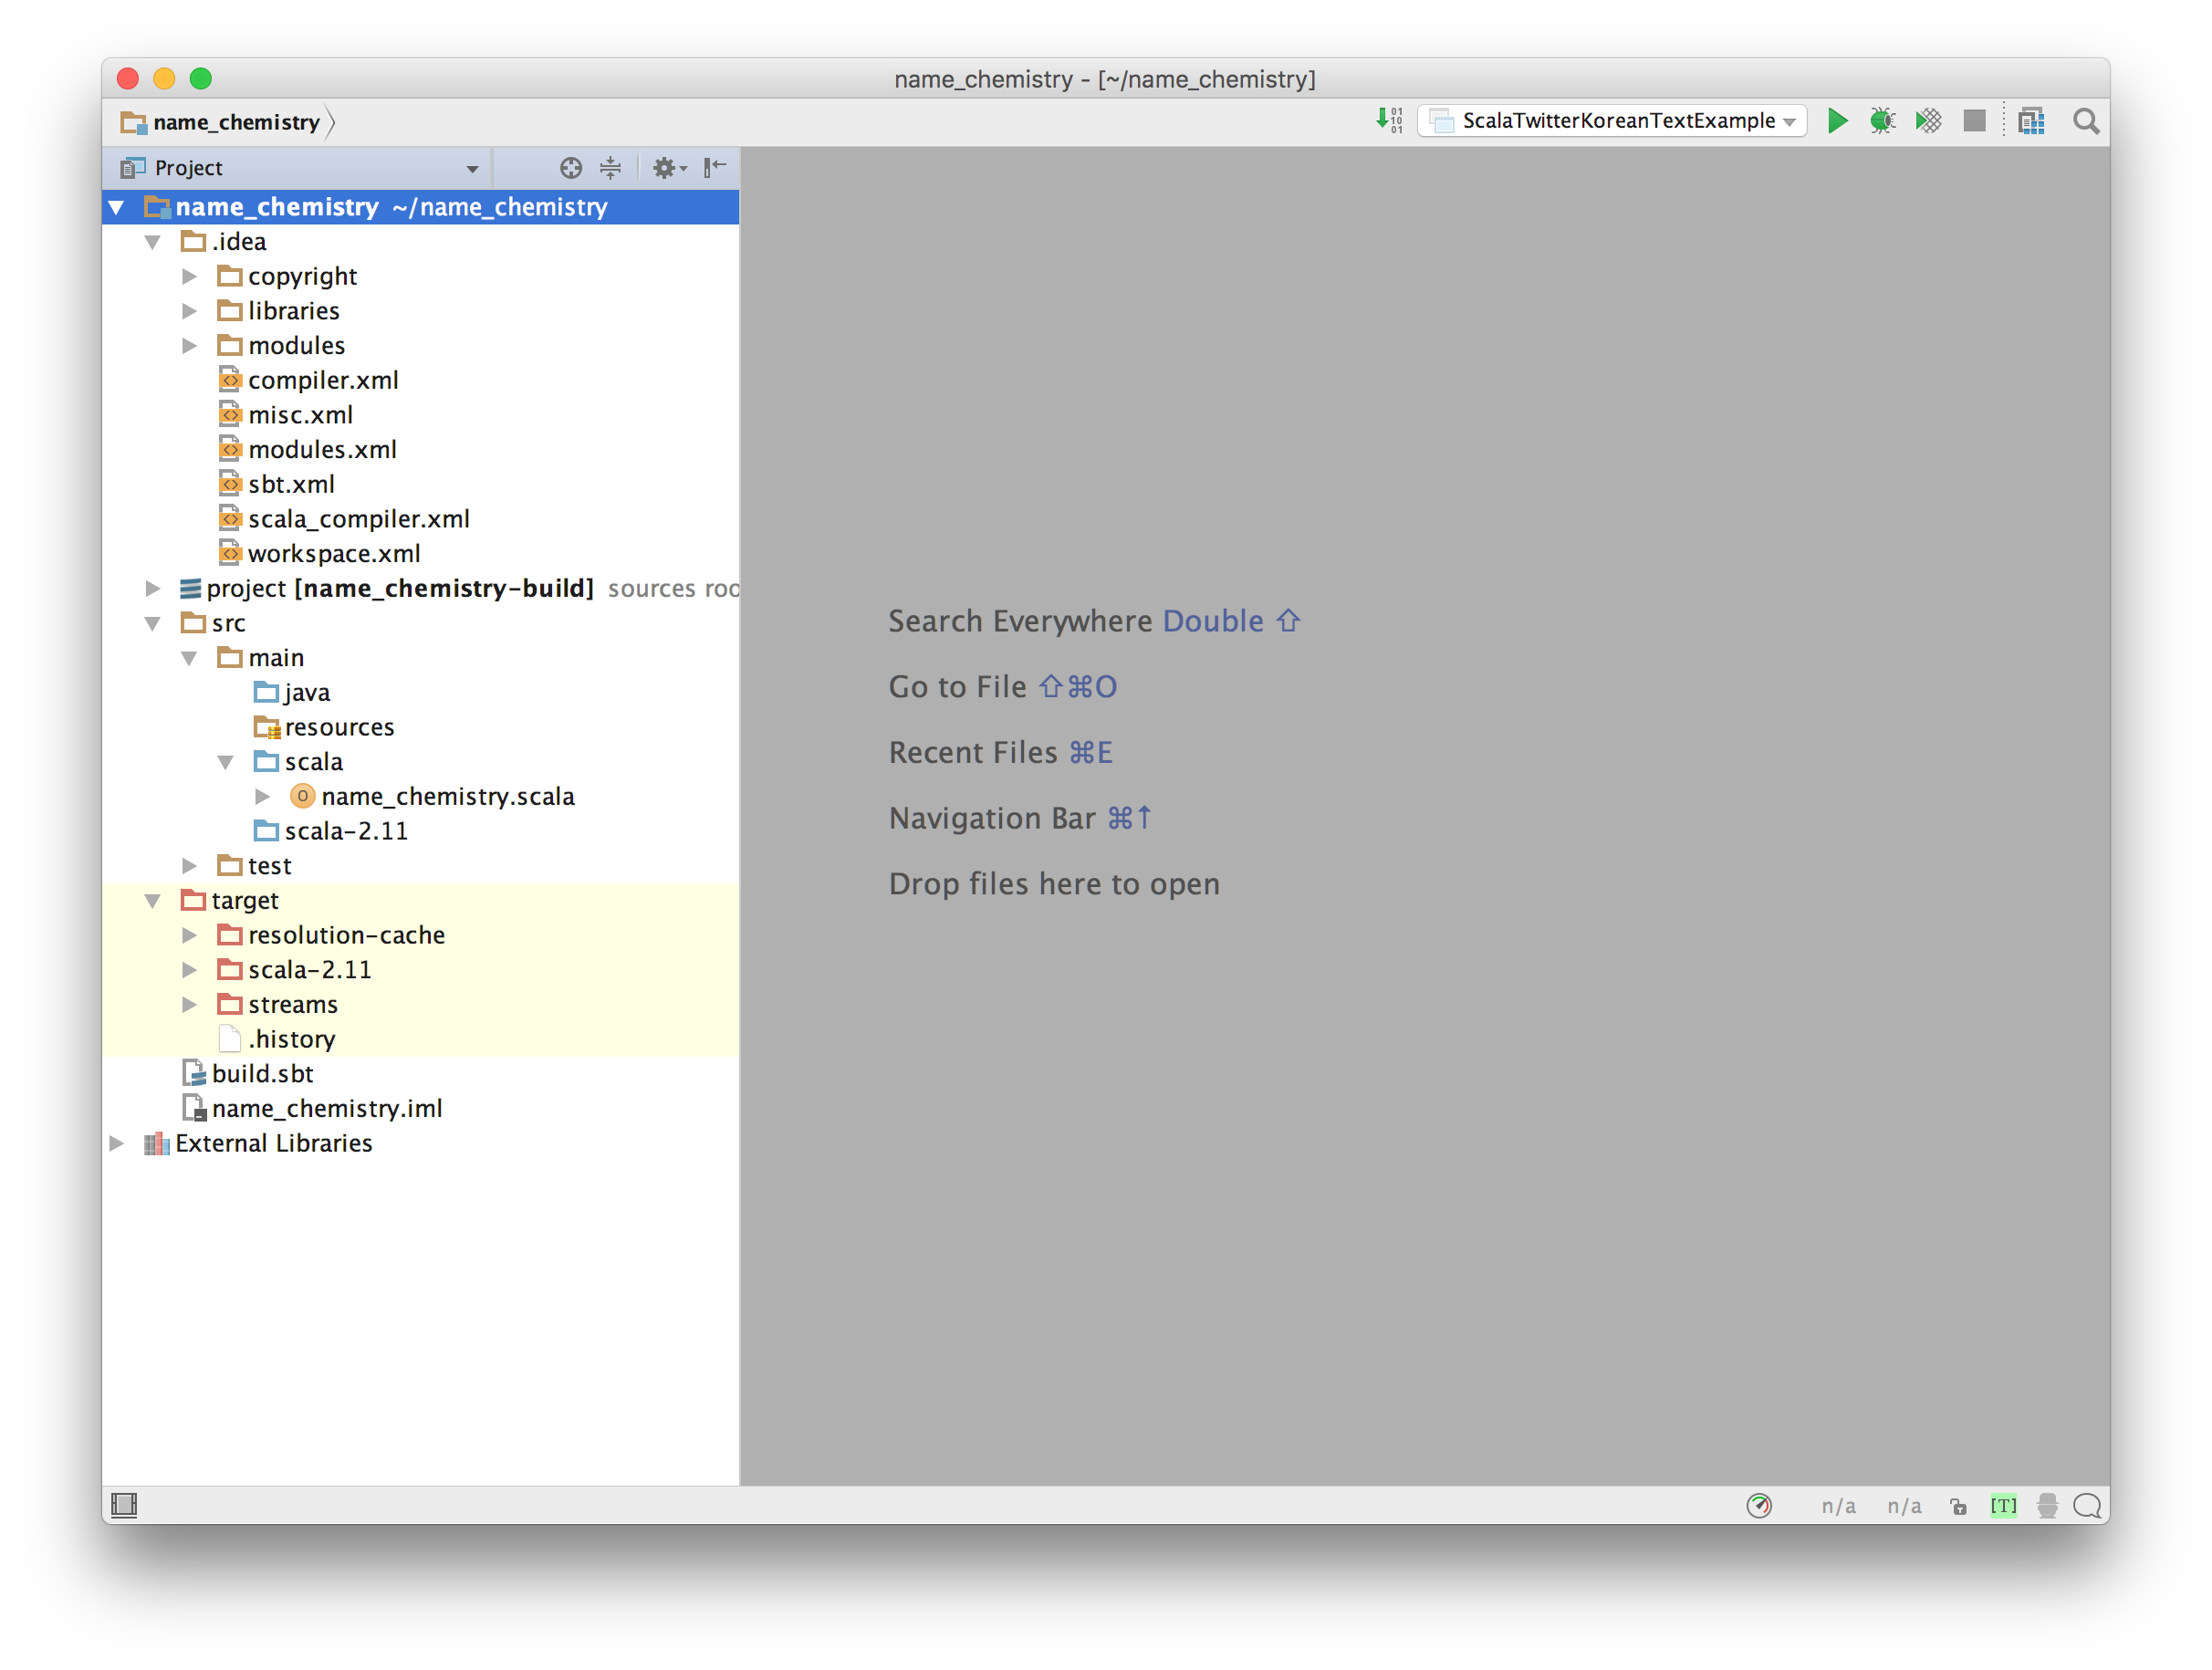 name_chemistry - [~/name_chemistry]
name_chemistry
ScalaTwitterKoreanTextExample
Project
name_chemistry ~/name_chemistry
.idea
copyright
libraries
modules
compiler.xml
misc.xml
modules.xml
sbt.xml
scala_compiler.xml
workspace.xml
project [name_chemistry-build] sources roo
src
main
java
resources
scala
name_chemistry.scala
scala-2.11
test
target
resolution-cache
scala-2.11
streams
.history
build.sbt
name_chemistry.iml
External Libraries
Search Everywhere Double ⇧
Go to File ⇧⌘O
Recent Files ⌘E
Navigation Bar ⌘↑
Drop files here to open
n/a n/a [T]